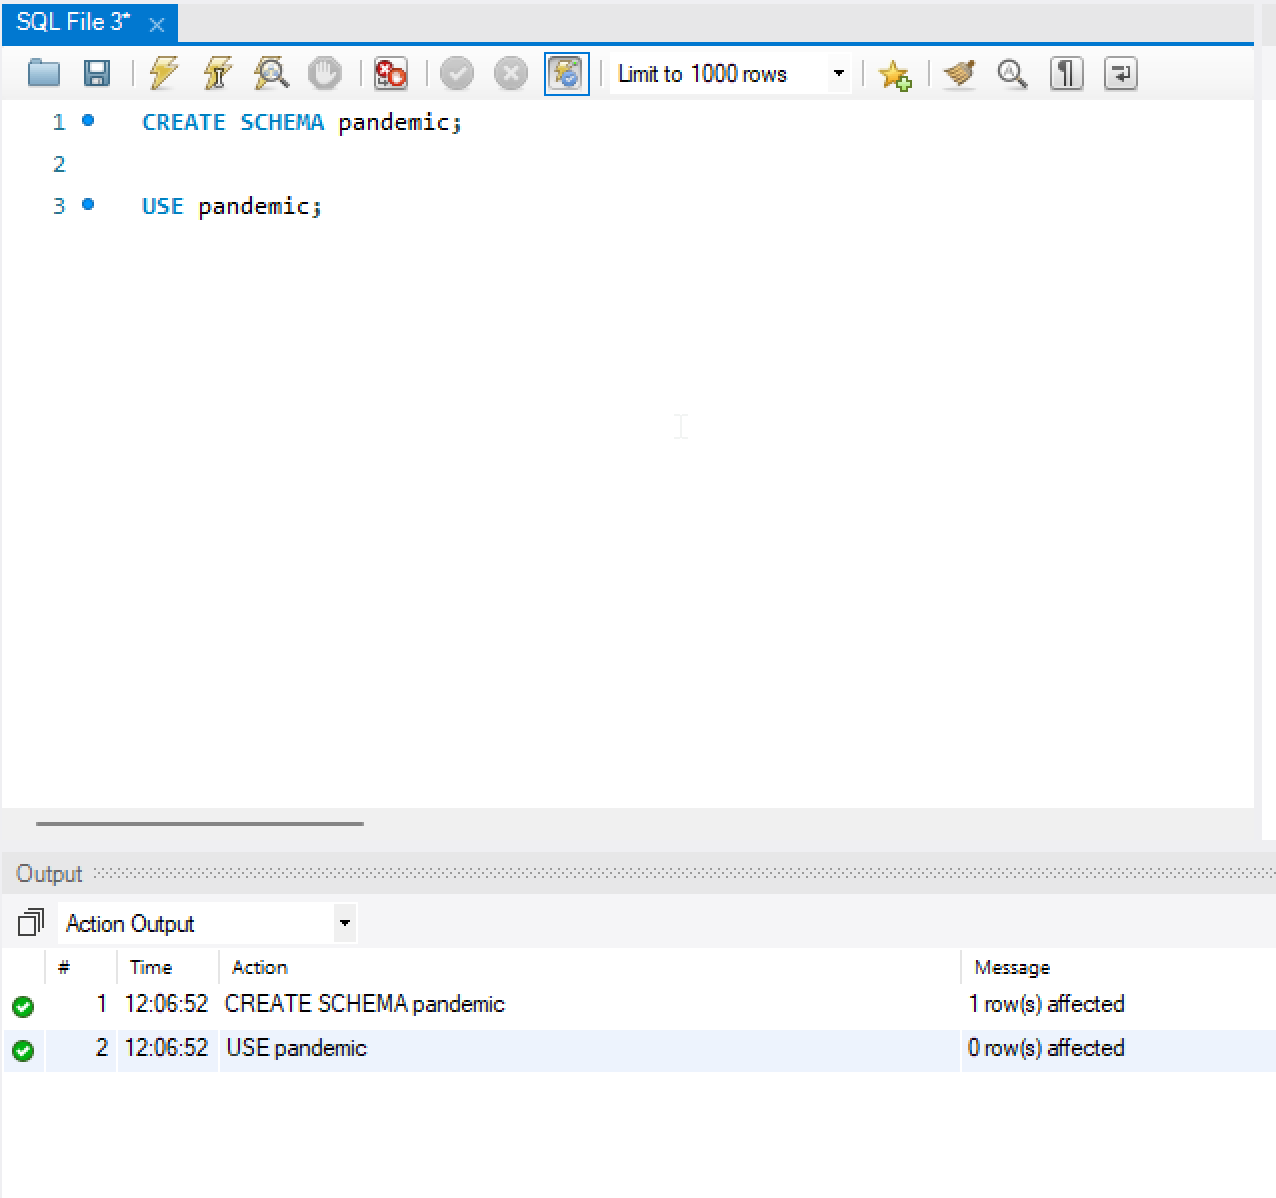 SQL File 3*
Limit to 1000 rows
1 CREATE SCHEMA pandemic;
2
3 USE pandemic;
Output
Action Output
# Time Action Message
1 12:06:52 CREATE SCHEMA pandemic 1 row(s) affected
2 12:06:52 USE pandemic 0 row(s) affected